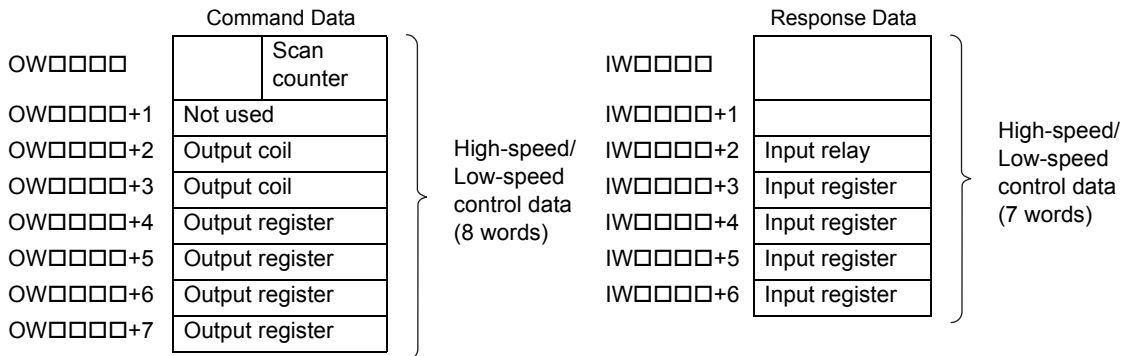 Command Data
OW□□□□
Scan
counter
OW□□□□+1 Not used
OW□□□□+2 Output coil
OW□□□□+3 Output coil
OW□□□□+4 Output register
OW□□□□+5 Output register
OW□□□□+6 Output register
OW□□□□+7 Output register
High-speed/
Low-speed
control data
(8 words)
Response Data
IW□□□□
IW□□□□+1
IW□□□□+2 Input relay
IW□□□□+3 Input register
IW□□□□+4 Input register
IW□□□□+5 Input register
IW□□□□+6 Input register
High-speed/
Low-speed
control data
(7 words)